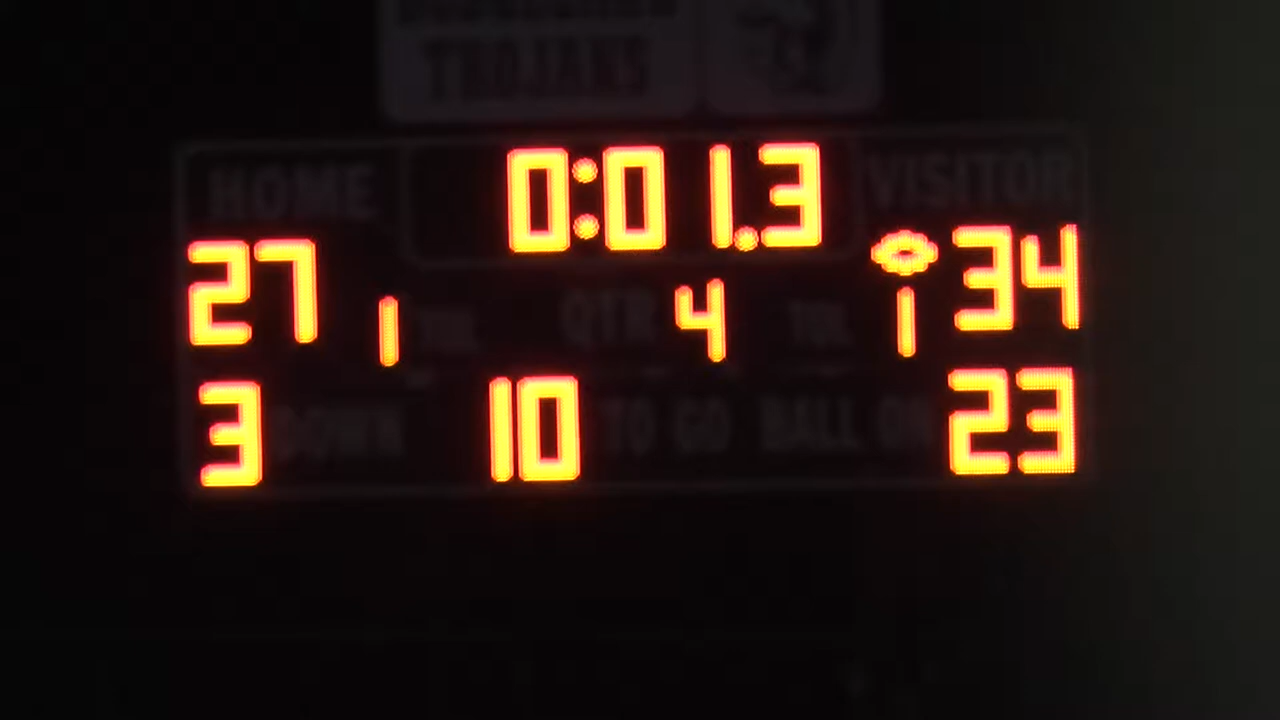 TROJANS
HOME 0:01.3 VISITOR
27 34
1 TOL QTR 4 TOL 1
3 DOWN 10 TO GO BALL ON 23